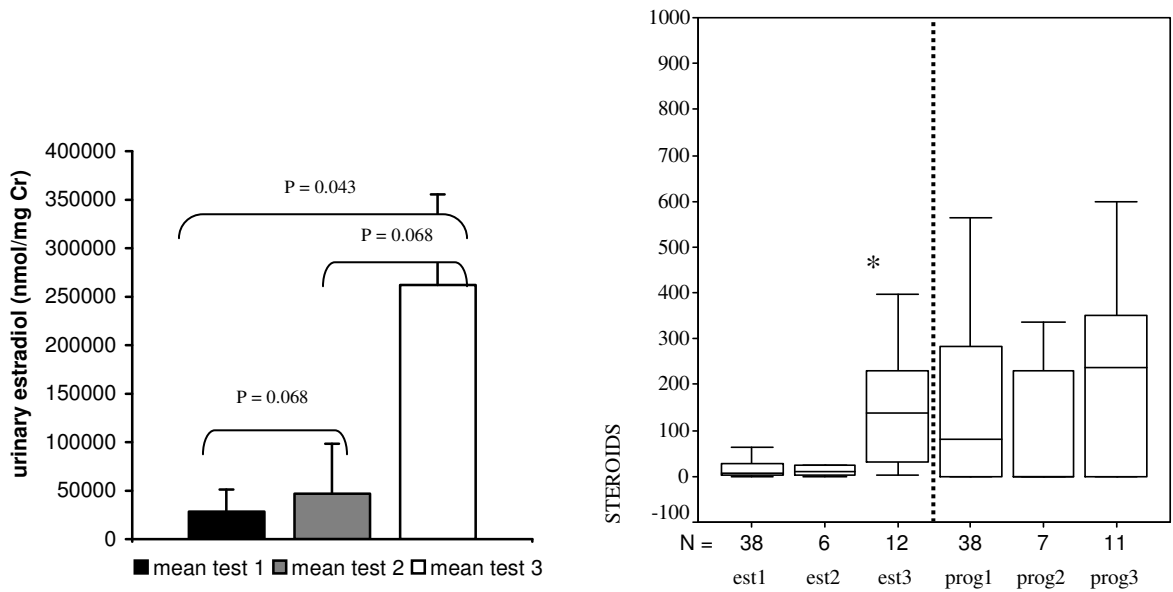 urinary estradiol (nmol/mg Cr)
400000
350000
300000
250000
200000
150000
100000
50000
0
P = 0.043
P = 0.068
P = 0.068
mean test 1 mean test 2 mean test 3
STEROIDS
1000
900
800
700
600
500
400
300
200
100
0
-100
*
N = 38 6 12 38 7 11
est1 est2 est3 prog1 prog2 prog3